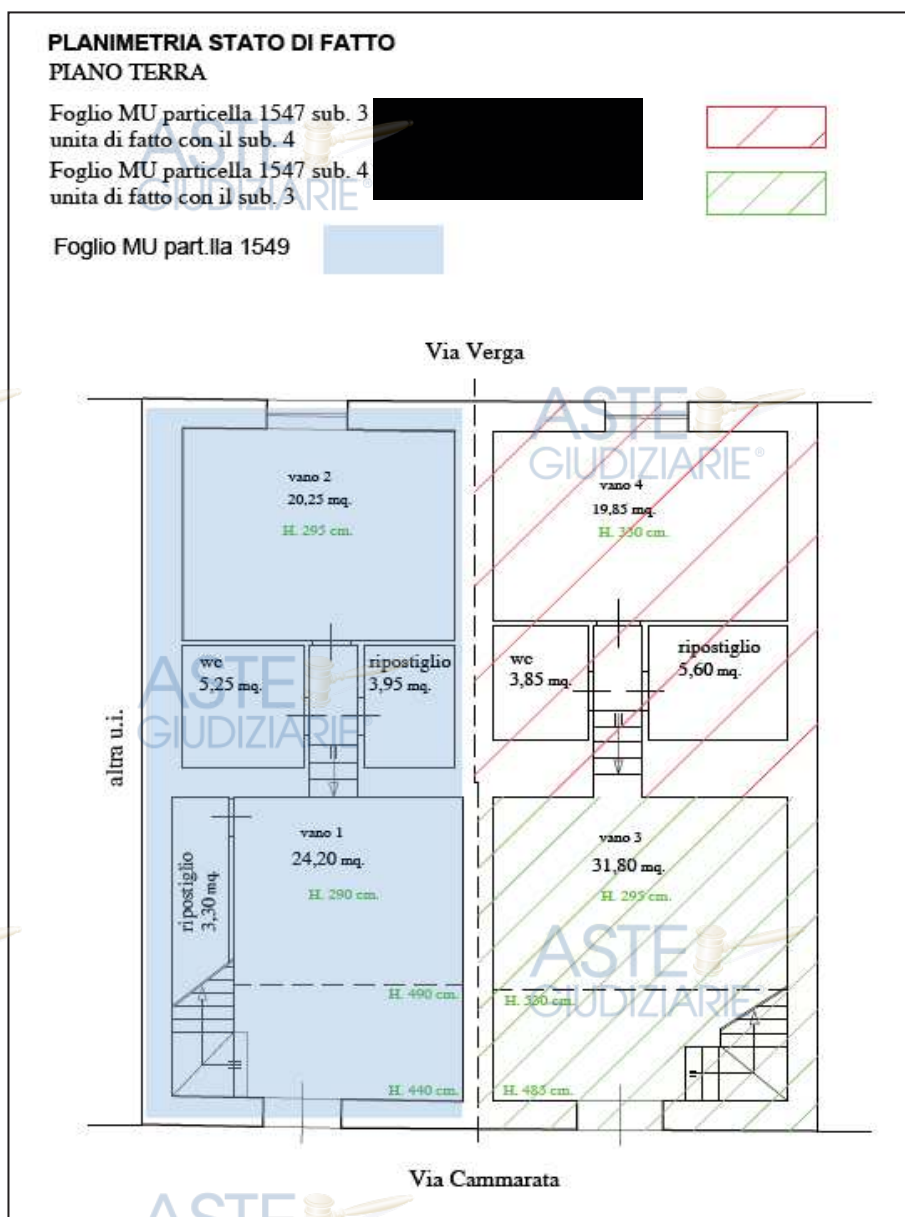 PLANIMETRIA STATO DI FATTO
PIANO TERRA
Foglio MU particella 1547 sub. 3
unita di fatto con il sub. 4
Foglio MU particella 1547 sub. 4
unita di fatto con il sub. 3
Foglio MU part.lla 1549
ASTE
GIUDIZIARIE®
Via Verga
ASTE
GIUDIZIARIE®
vano 2
20,25 mq.
H. 295 cm.
vano 4
19,85 mq.
H. 330 cm.
wc
5,25 mq.
ripostiglio
3,95 mq.
wc
3,85 mq.
ripostiglio
5,60 mq.
ASTE
GIUDIZIARIE
altra u.i.
vano 1
24,20 mq.
H. 290 cm.
vano 3
31,80 mq.
H. 295 cm.
ripostiglio
3,30 mq.
ASTE
GIUDIZIARIE
H. 490 cm.
H. 530 cm.
H. 440 cm.
H. 485 cm.
Via Cammarata
ASTE